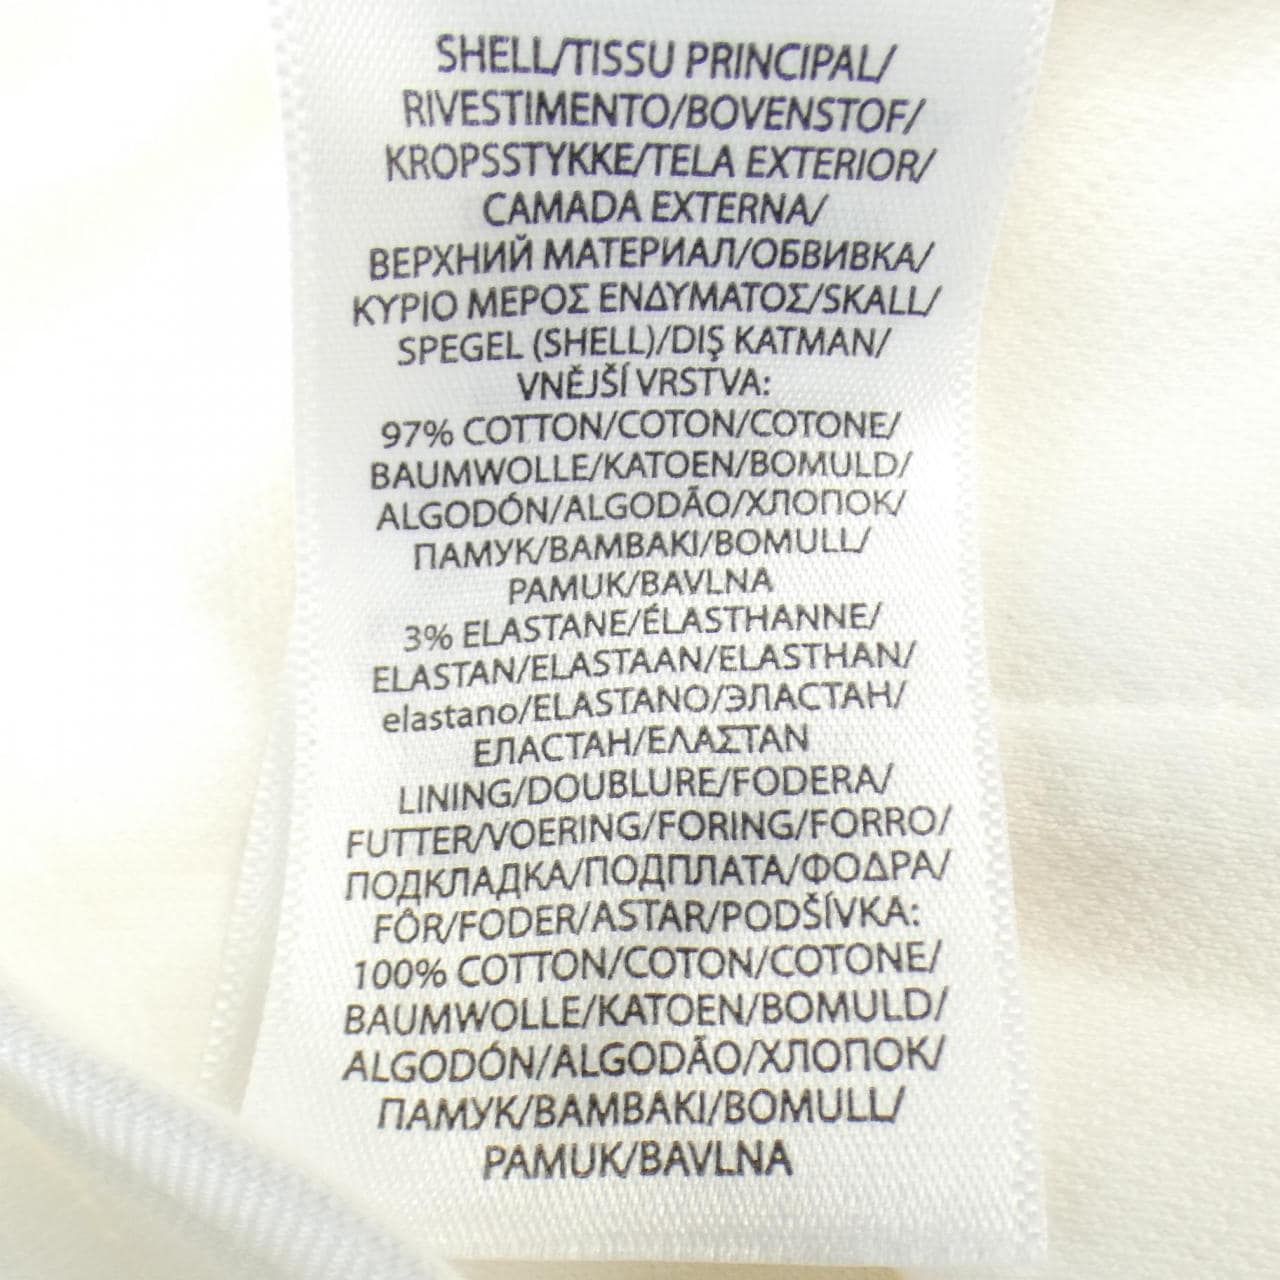 SHELL/TISSU PRINCIPAL/
RIVESTIMENTO/BOVENSTOF/
KROPSSTYKKE/TELA EXTERIOR/
CAMADA EXTERNA/
ВЕРХНИЙ МАТЕРИАЛ/ОБВИВКА/
ΚΥΡΙΟ ΜΕΡΟΣ ΕΝΔΥΜΑΤΟΣ/SKALL/
SPEGEL (SHELL)/DIŞ KATMAN/
VNĚJŠÍ VRSTVA:
97% COTTON/COTON/COTONE/
BAUMWOLLE/KATOEN/BOMULD/
ALGODÓN/ALGODÃO/ХЛОПОК/
ПАМУК/ΒΑΜΒΑΚΙ/BOMULL/
PAMUK/BAVLNA
3% ELASTANE/ÉLASTHANNE/
ELASTAN/ELASTAAN/ELASTHAN/
elastano/ELASTANO/ЭЛАСТАН/
ЕЛАСТАН/ΕΛΑΣΤΑΝ
LINING/DOUBLURE/FODERA/
FUTTER/VOERING/FORING/FORRO/
ПОДКЛАДКА/ПОДПЛАТА/ΦΟΔΡΑ/
FÔR/FODER/ASTAR/PODŠÍVKA:
100% COTTON/COTON/COTONE/
BAUMWOLLE/KATOEN/BOMULD/
ALGODÓN/ALGODÃO/ХЛОПОК/
ПАМУК/ΒΑΜΒΑΚΙ/BOMULL/
PAMUK/BAVLNA